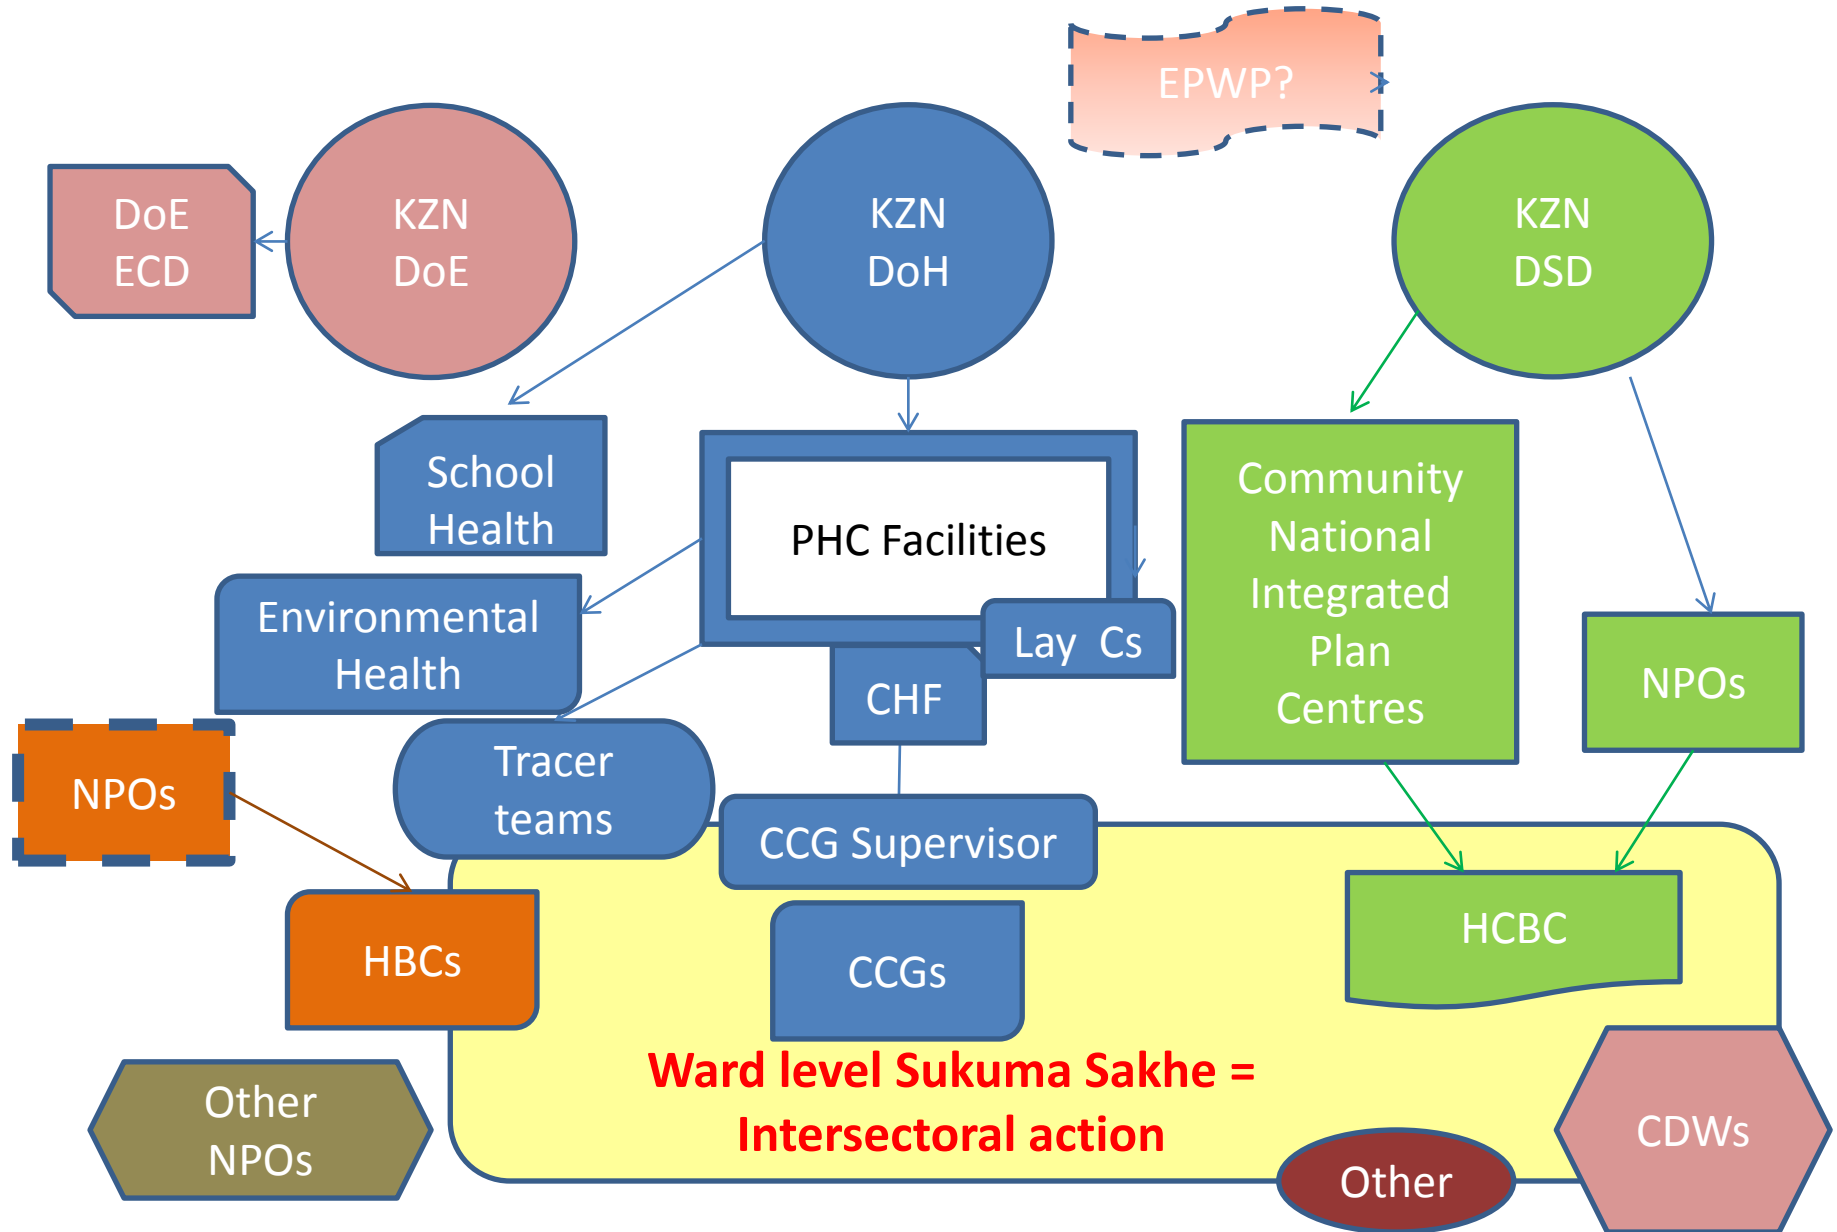 EPWP?
DoE
ECD
KZN
DoE
KZN
DoH
KZN
DSD
School
Health
PHC Facilities
Community
National
Integrated
Plan
Centres
Environmental
Health
Lay Cs
CHF
NPOs
NPOs
Tracer
teams
CCG Supervisor
HBCs
CCGs
HCBC
Ward level Sukuma Sakhe =
Intersectoral action
Other
NPOs
CDWs
Other